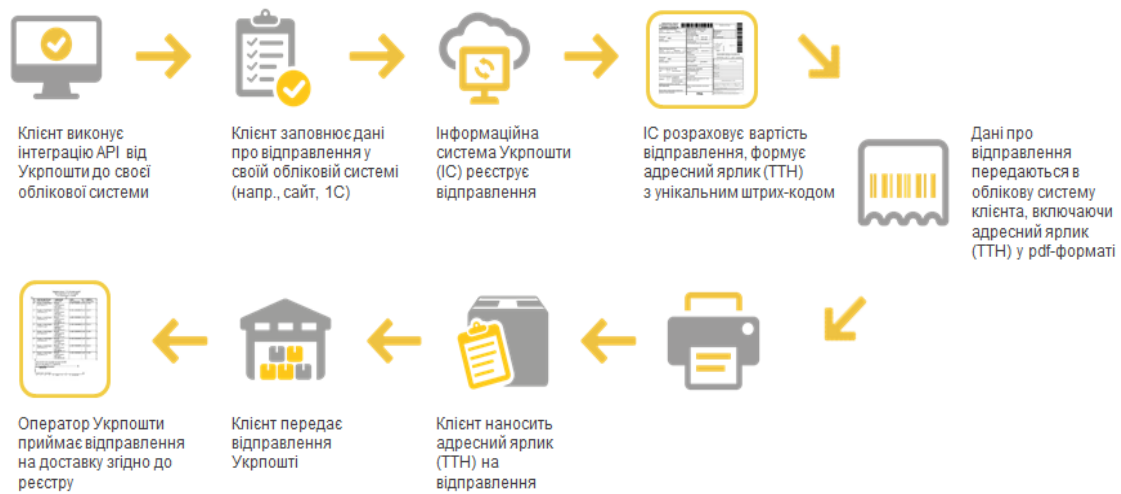 Клієнт виконує
інтеграцію API від
Укрпошти до своєї
облікової системи
Клієнт заповнює дані
про відправлення у
своїй обліковій системі
(напр., сайт, 1С)
Інформаційна
система Укрпошти
(ІС) реєструє
відправлення
ІС розраховує вартість
відправлення, формує
адресний ярлик (ТТН)
з унікальним штрих-кодом
Дані про
відправлення
передаються в
облікову систему
клієнта, включаючи
адресний ярлик
(ТТН) у pdf-форматі
Оператор Укрпошти
приймає відправлення
на доставку згідно до
реєстру
Клієнт передає
відправлення
Укрпошті
Клієнт наносить
адресний ярлик
(ТТН) на
відправлення